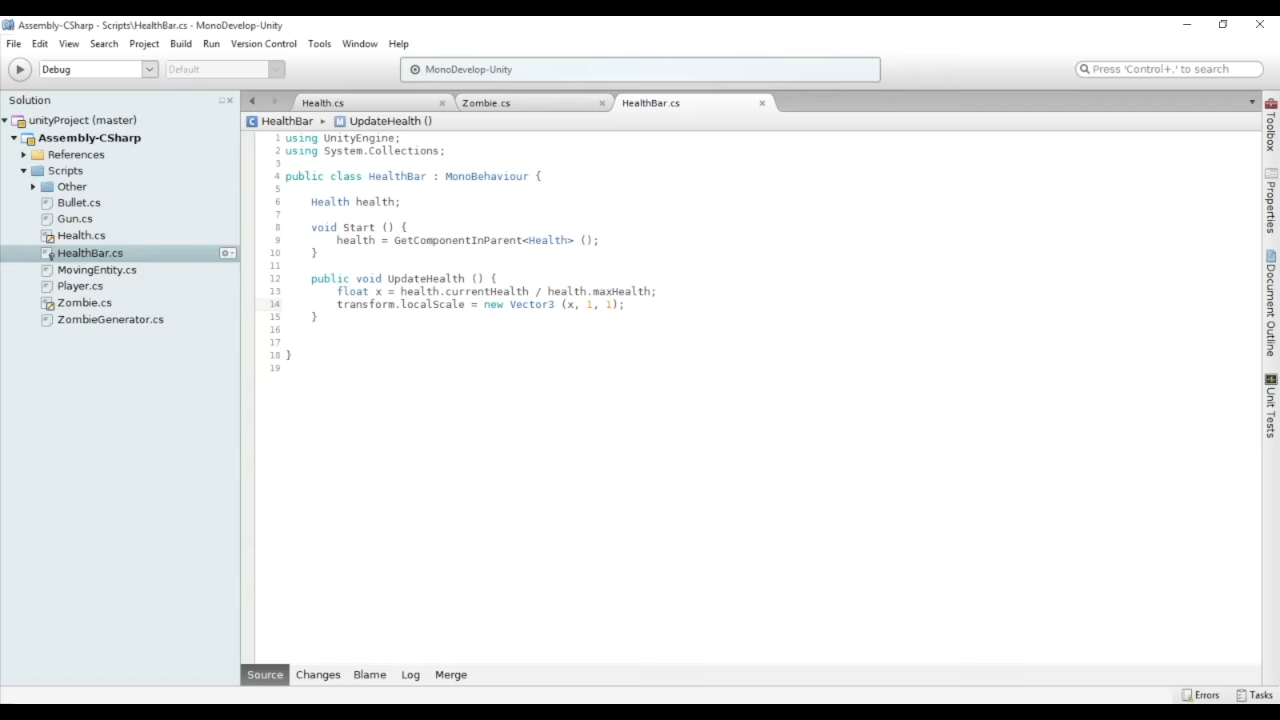 Assembly-CSharp - Scripts\HealthBar.cs - MonoDevelop-Unity
File Edit View Search Project Build Run Version Control Tools Window Help
Debug Default MonoDevelop-Unity Press 'Control+,' to search
Solution
unityProject (master)
Assembly-CSharp
References
Scripts
Other
Bullet.cs
Gun.cs
Health.cs
HealthBar.cs
MovingEntity.cs
Player.cs
Zombie.cs
ZombieGenerator.cs
Health.cs Zombie.cs HealthBar.cs
HealthBar UpdateHealth ()
1 using UnityEngine;
2 using System.Collections;
3
4 public class HealthBar : MonoBehaviour {
5
6 Health health;
7
8 void Start () {
9 health = GetComponentInParent<Health> ();
10 }
11
12 public void UpdateHealth () {
13 float x = health.currentHealth / health.maxHealth;
14 transform.localScale = new Vector3 (x, 1, 1);
15 }
16
17
18 }
19
Source Changes Blame Log Merge
Toolbox
Properties
Document Outline
Unit Tests
Errors Tasks